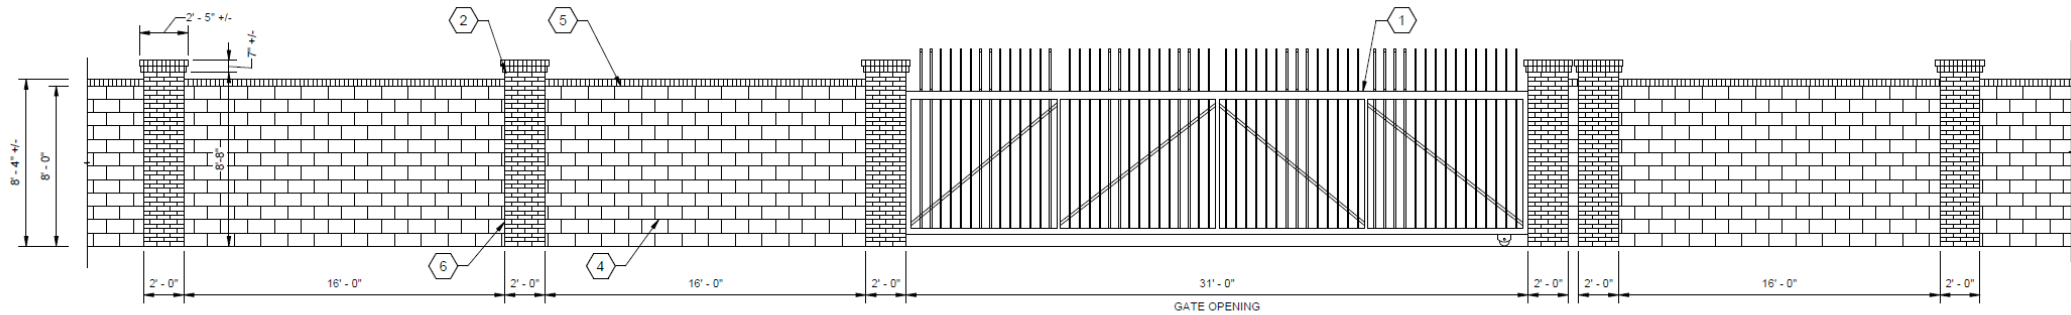 2' - 5" +/-
7" +/-
2
5
1
8' - 4" +/-
8' - 0"
8'-8"
6
4
2' - 0"
16' - 0"
2' - 0"
16' - 0"
2' - 0"
31' - 0"
2' - 0"
2' - 0"
16' - 0"
2' - 0"
GATE OPENING